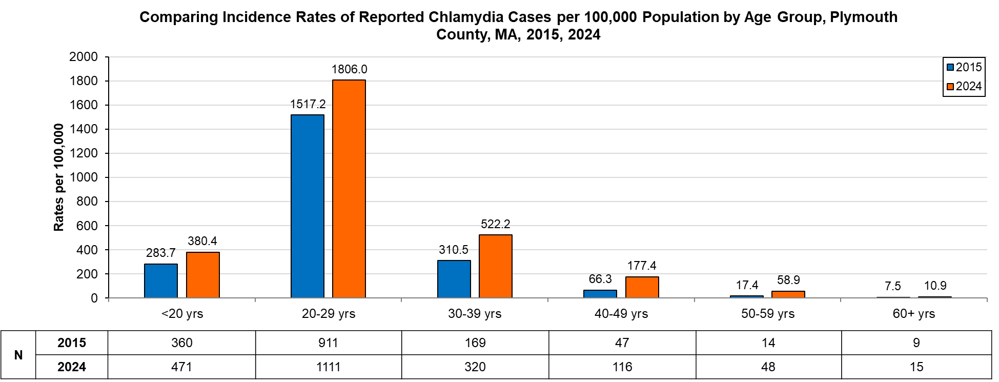 Comparing Incidence Rates of Reported Chlamydia Cases per 100,000 Population by Age Group, Plymouth
County, MA, 2015, 2024
2015
2024
Rates per 100,000
2000
1800
1600
1400
1200
1000
800
600
400
200
0
283.7
380.4
1517.2
1806.0
310.5
522.2
66.3
177.4
17.4
58.9
7.5
10.9
<20 yrs
20-29 yrs
30-39 yrs
40-49 yrs
50-59 yrs
60+ yrs
N
2015 360 911 169 47 14 9
2024 471 1111 320 116 48 15